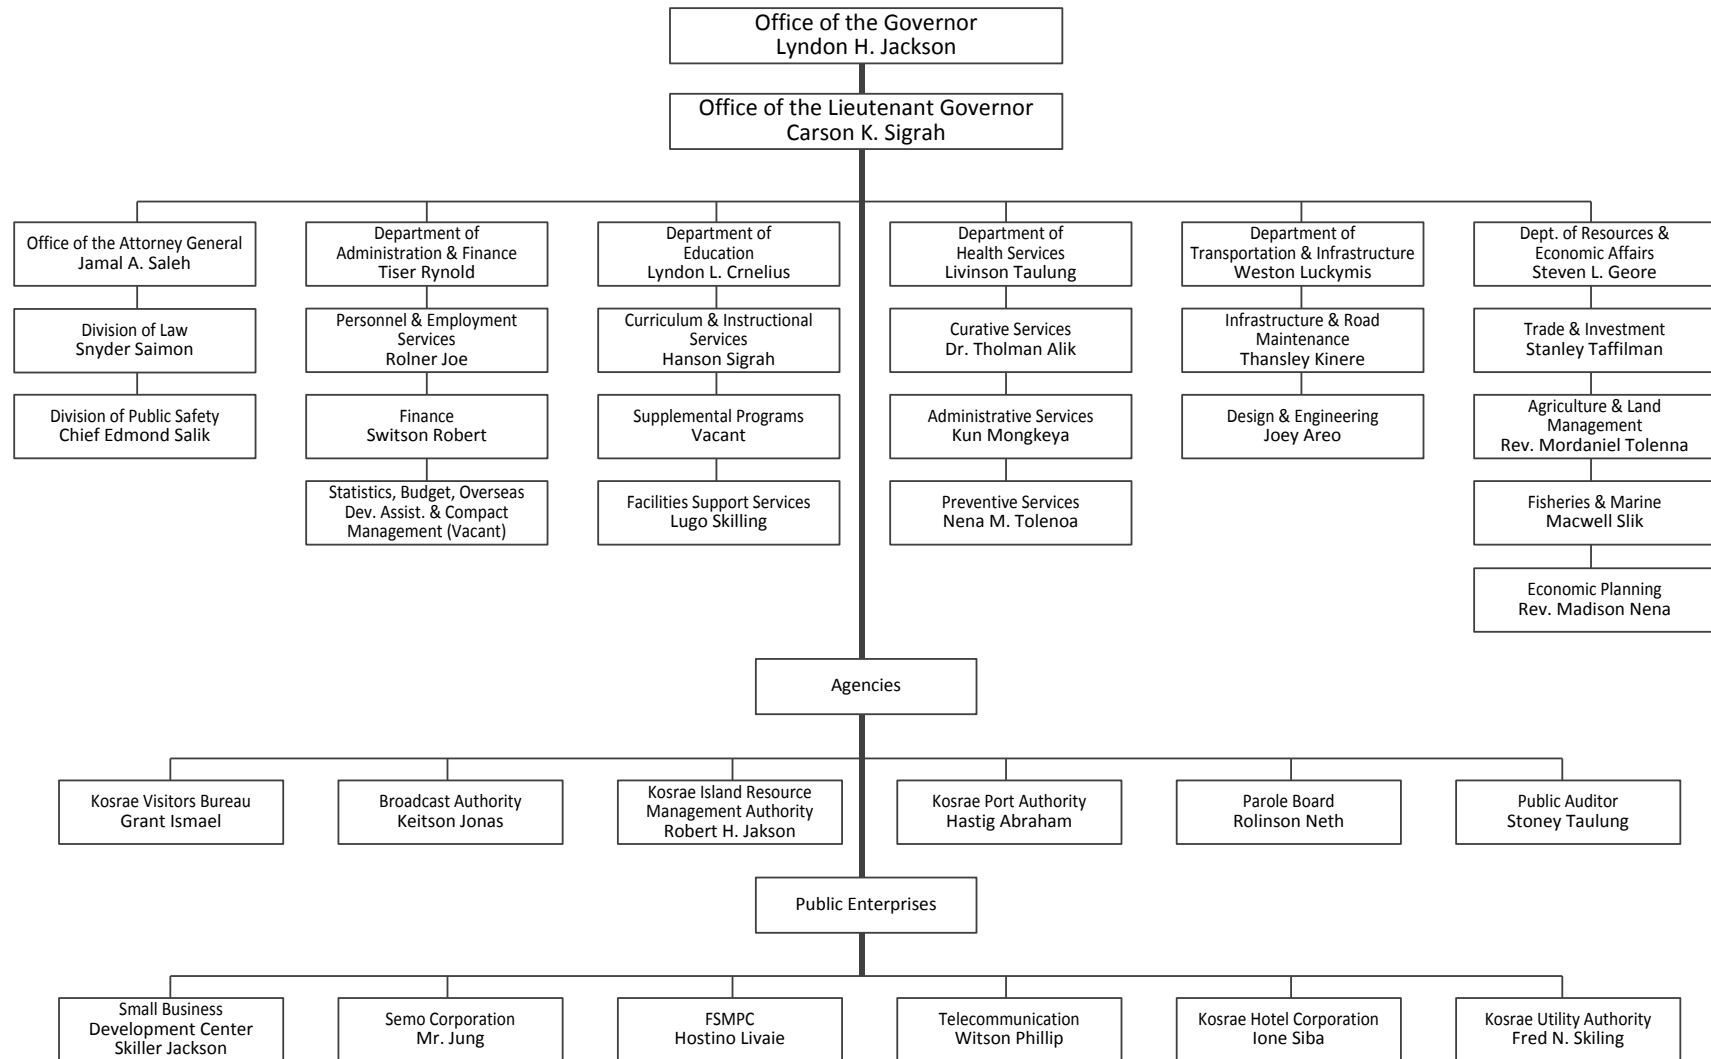 Office of the Governor
Lyndon H. Jackson
Office of the Lieutenant Governor
Carson K. Sigrah
Office of the Attorney General
Jamal A. Saleh
Department of
Administration & Finance
Tiser Rynold
Department of
Education
Lyndon L. Crnelius
Department of
Health Services
Livinson Taulung
Department of
Transportation & Infrastructure
Weston Luckymis
Dept. of Resources &
Economic Affairs
Steven L. Geore
Division of Law
Snyder Saimon
Personnel & Employment
Services
Rolner Joe
Curriculum & Instructional
Services
Hanson Sigrah
Curative Services
Dr. Tholman Alik
Infrastructure & Road
Maintenance
Thansley Kinere
Trade & Investment
Stanley Taffilman
Division of Public Safety
Chief Edmond Salik
Finance
Switson Robert
Supplemental Programs
Vacant
Administrative Services
Kun Mongkeya
Design & Engineering
Joey Areo
Agriculture & Land
Management
Rev. Mordaniel Tolenna
Statistics, Budget, Overseas
Dev. Assist. & Compact
Management (Vacant)
Facilities Support Services
Lugo Skilling
Preventive Services
Nena M. Tolenoa
Fisheries & Marine
Macwell Slik
Economic Planning
Rev. Madison Nena
Agencies
Kosrae Visitors Bureau
Grant Ismael
Broadcast Authority
Keitson Jonas
Kosrae Island Resource
Management Authority
Robert H. Jakson
Kosrae Port Authority
Hastig Abraham
Parole Board
Rolinson Neth
Public Auditor
Stoney Taulung
Public Enterprises
Small Business
Development Center
Skiller Jackson
Semo Corporation
Mr. Jung
FSMPC
Hostino Livaie
Telecommunication
Witson Phillip
Kosrae Hotel Corporation
Ione Siba
Kosrae Utility Authority
Fred N. Skiling